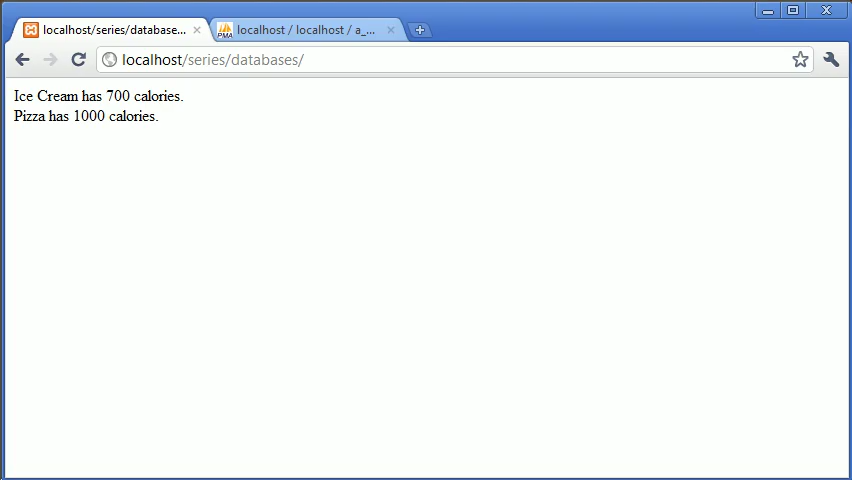 localhost/series/database...
localhost / localhost / a_...
PMA
localhost/series/databases/
Ice Cream has 700 calories.
Pizza has 1000 calories.